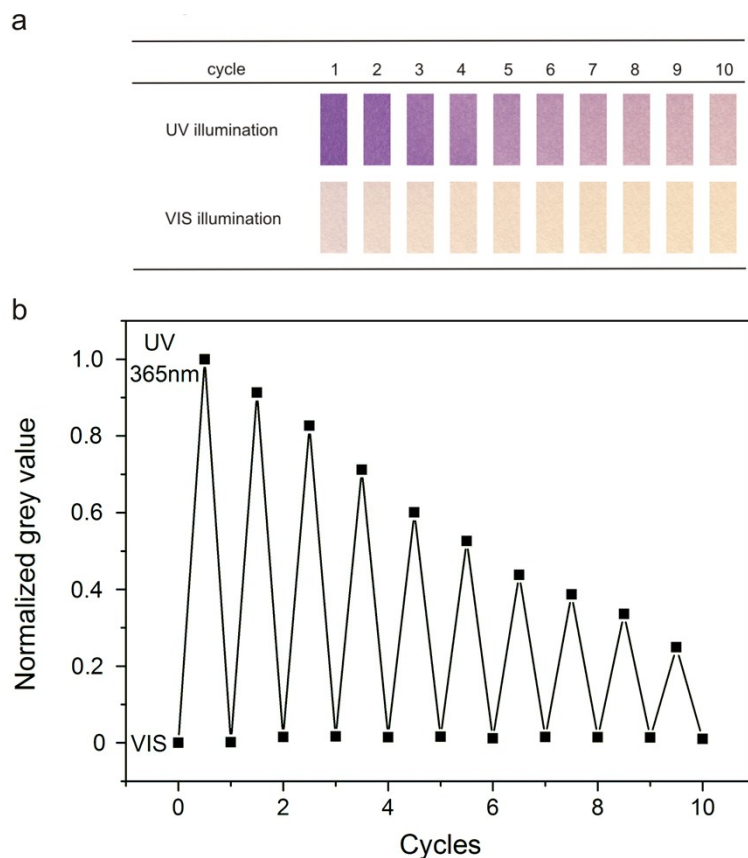 a
cycle 1 2 3 4 5 6 7 8 9 10
UV illumination
VIS illumination
b
UV
365nm
1.0
0.8
0.6
0.4
0.2
0
VIS
Normalized grey value
0 2 4 6 8 10
Cycles